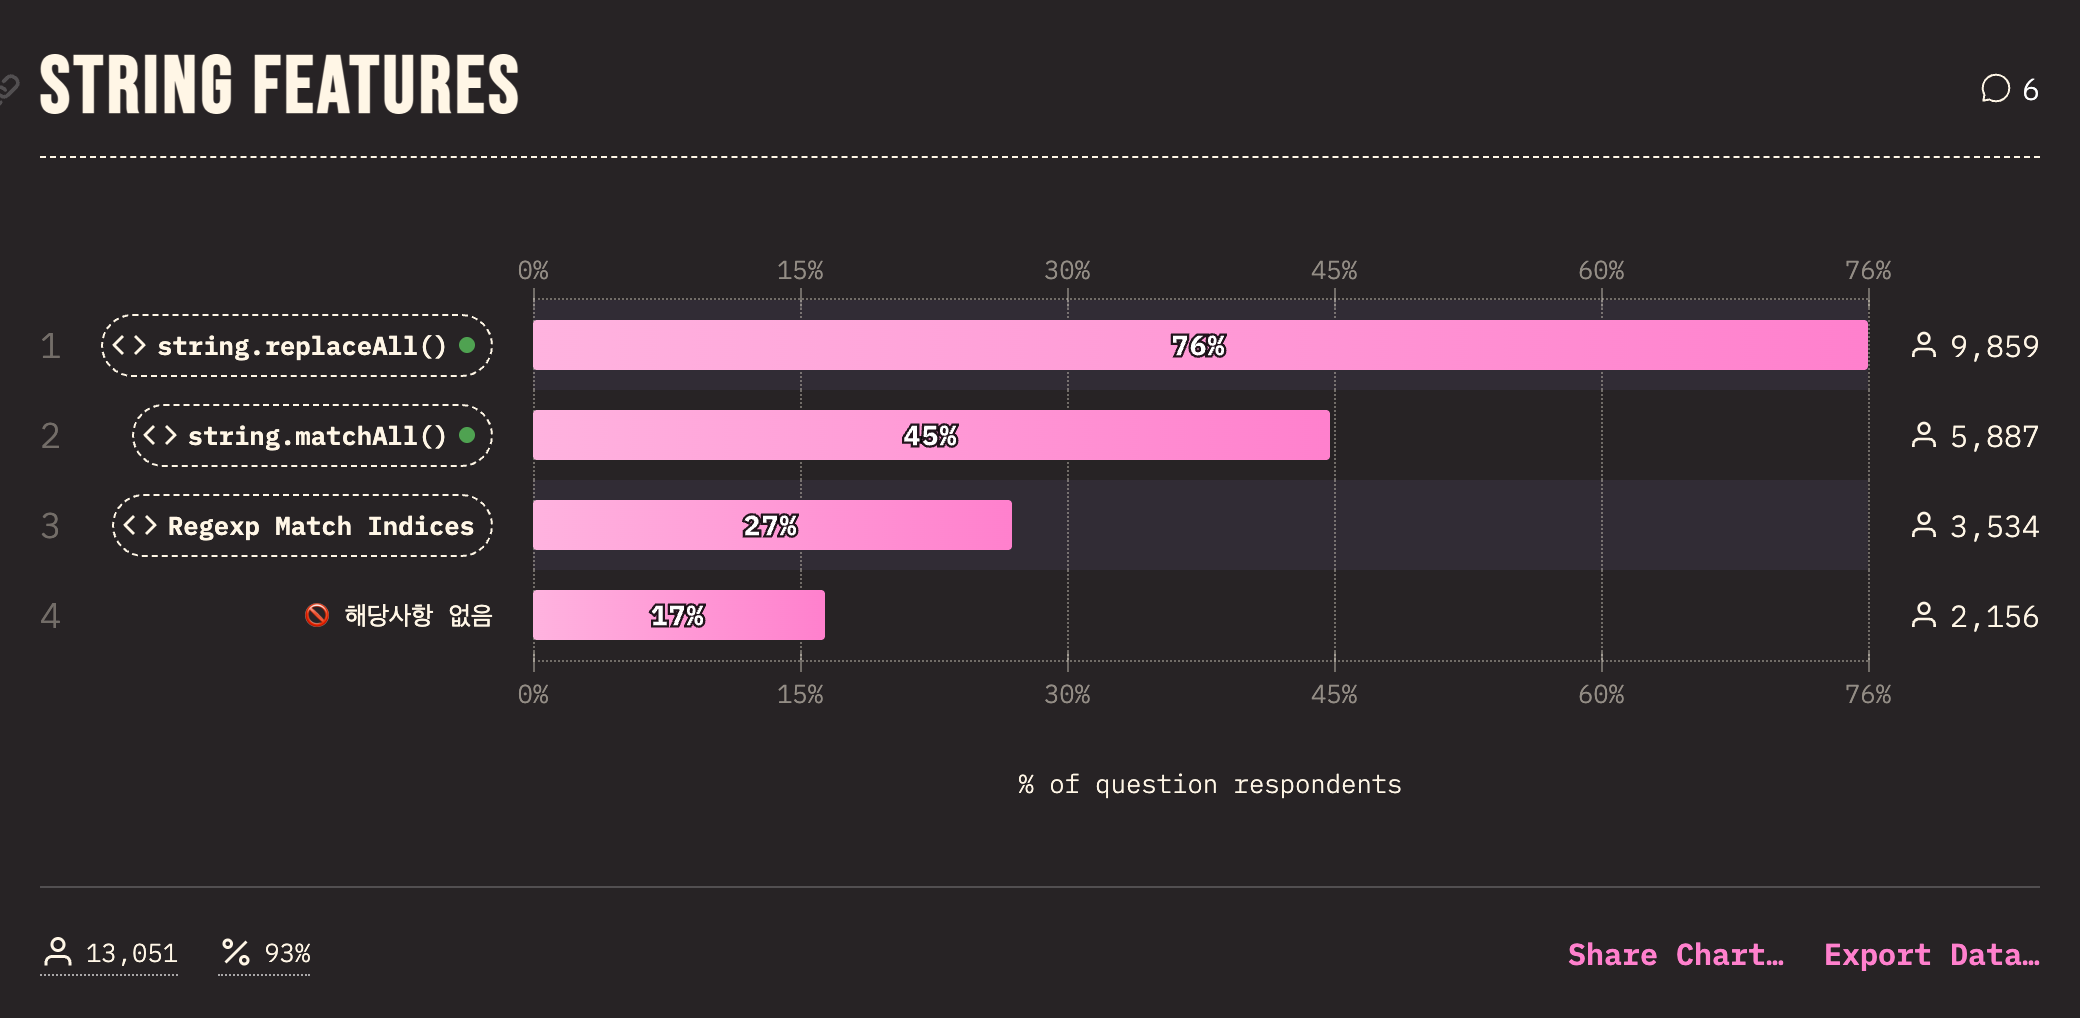 STRING FEATURES
6
0% 15% 30% 45% 60% 76%
1 <> string.replaceAll() 76% 9,859
2 <> string.matchAll() 45% 5,887
3 <> Regexp Match Indices 27% 3,534
4 해당사항 없음 17% 2,156
0% 15% 30% 45% 60% 76%
% of question respondents
13,051 % 93% Share Chart… Export Data…